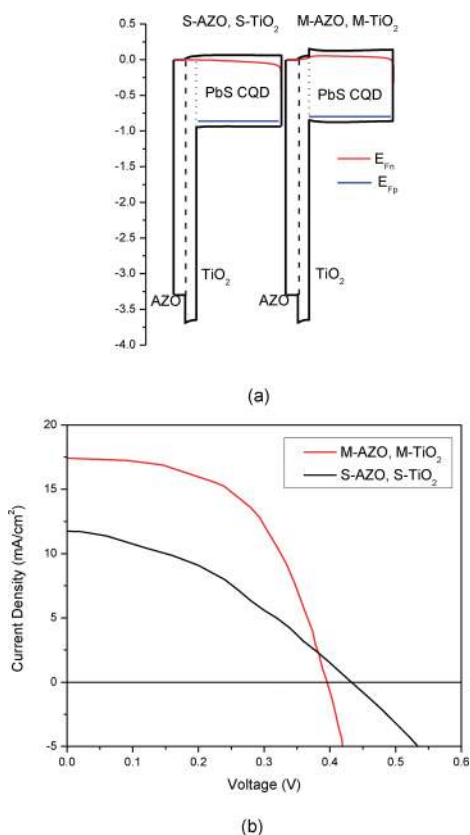 S-AZO, S-TiO₂ M-AZO, M-TiO₂
0.5
0.0
-0.5
-1.0
-1.5
-2.0
-2.5
-3.0
-3.5
-4.0
PbS CQD PbS CQD
E_Fn
E_Fp
TiO₂ TiO₂
AZO AZO
(a)
20
15
10
5
0
-5
Current Density (mA/cm²)
M-AZO, M-TiO₂
S-AZO, S-TiO₂
0.0 0.1 0.2 0.3 0.4 0.5 0.6
Voltage (V)
(b)